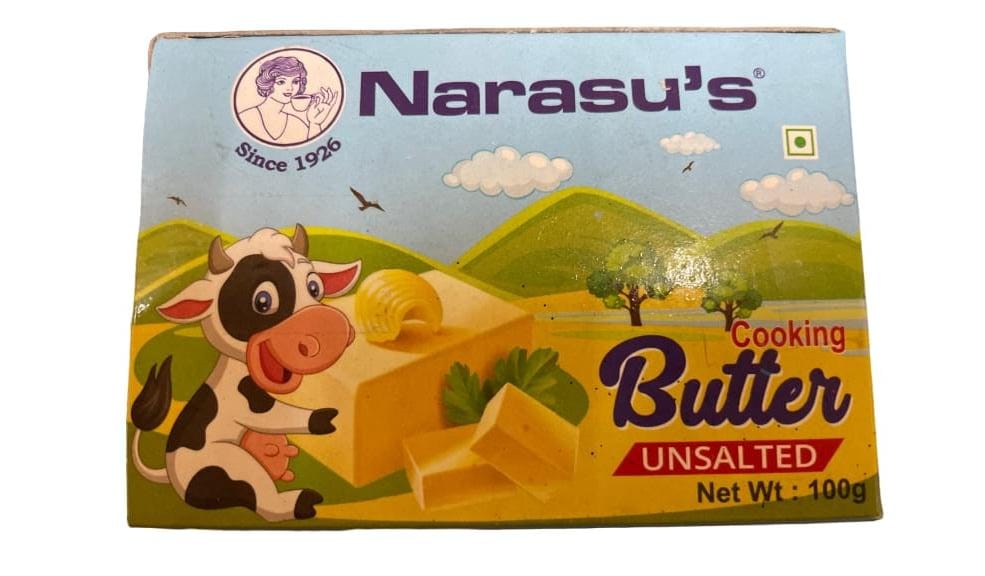 Narasu's®
Since 1926
Cooking
Butter
UNSALTED
Net Wt : 100g